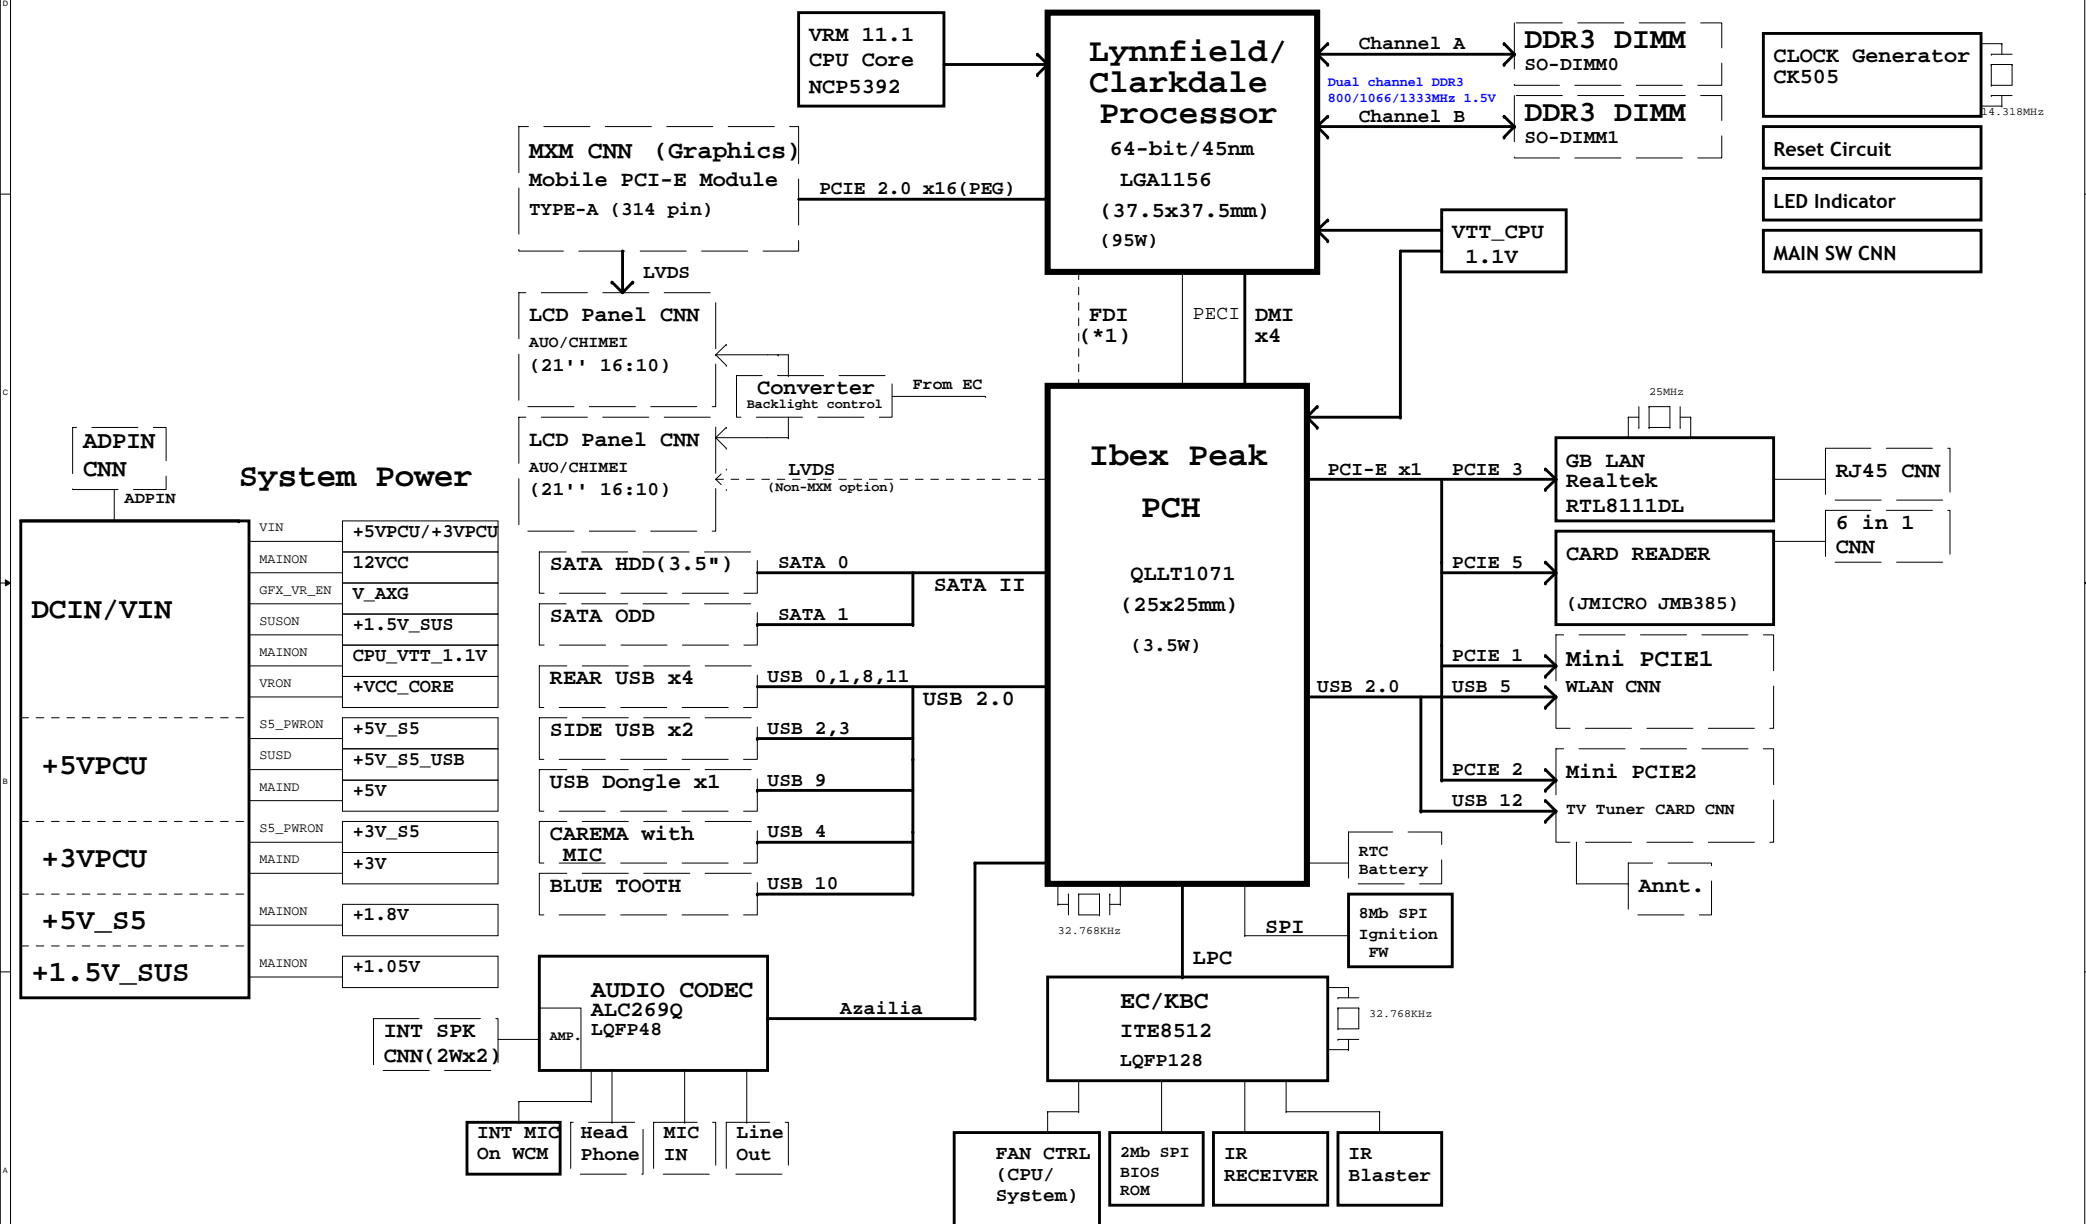 D
VRM 11.1
CPU Core
NCP5392
Lynnfield/
Clarkdale
Processor
64-bit/45nm
LGA1156
(37.5x37.5mm)
(95W)
Channel A
Dual channel DDR3
800/1066/1333MHz 1.5V
Channel B
DDR3 DIMM
SO-DIMM0
DDR3 DIMM
SO-DIMM1
CLOCK Generator
CK505
14.318MHz
Reset Circuit
LED Indicator
MAIN SW CNN
MXM CNN (Graphics)
Mobile PCI-E Module
TYPE-A (314 pin)
PCIE 2.0 x16(PEG)
VTT_CPU
1.1V
LVDS
LCD Panel CNN
AUO/CHIMEI
(21'' 16:10)
FDI
(*1)
PECI
DMI
x4
C
Converter
Backlight control
From EC
LCD Panel CNN
AUO/CHIMEI
(21'' 16:10)
LVDS
(Non-MXM option)
Ibex Peak
PCH
QLLT1071
(25x25mm)
(3.5W)
25MHz
PCI-E x1
PCIE 3
GB LAN
Realtek
RTL8111DL
RJ45 CNN
6 in 1
CNN
PCIE 5
CARD READER
(JMICRO JMB385)
PCIE 1
Mini PCIE1
WLAN CNN
USB 2.0
USB 5
PCIE 2
Mini PCIE2
USB 12
TV Tuner CARD CNN
Annt.
ADPIN
CNN
ADPIN
System Power
DCIN/VIN
VIN
+5VPCU/+3VPCU
MAINON
12VCC
GFX_VR_EN
V_AXG
SUSON
+1.5V_SUS
MAINON
CPU_VTT_1.1V
VRON
+VCC_CORE
+5VPCU
S5_PWRON
+5V_S5
SUSD
+5V_S5_USB
MAIND
+5V
B
+3VPCU
S5_PWRON
+3V_S5
MAIND
+3V
+5V_S5
MAINON
+1.8V
+1.5V_SUS
MAINON
+1.05V
SATA HDD(3.5")
SATA 0
SATA II
SATA ODD
SATA 1
REAR USB x4
USB 0,1,8,11
USB 2.0
SIDE USB x2
USB 2,3
USB Dongle x1
USB 9
CAREMA with
MIC
USB 4
BLUE TOOTH
USB 10
RTC
Battery
32.768KHz
SPI
8Mb SPI
Ignition
FW
LPC
AUDIO CODEC
ALC269Q
LQFP48
AMP.
Azailia
INT SPK
CNN(2Wx2)
EC/KBC
ITE8512
LQFP128
32.768KHz
INT MIC
On WCM
Head
Phone
MIC
IN
Line
Out
A
FAN CTRL
(CPU/
System)
2Mb SPI
BIOS
ROM
IR
RECEIVER
IR
Blaster